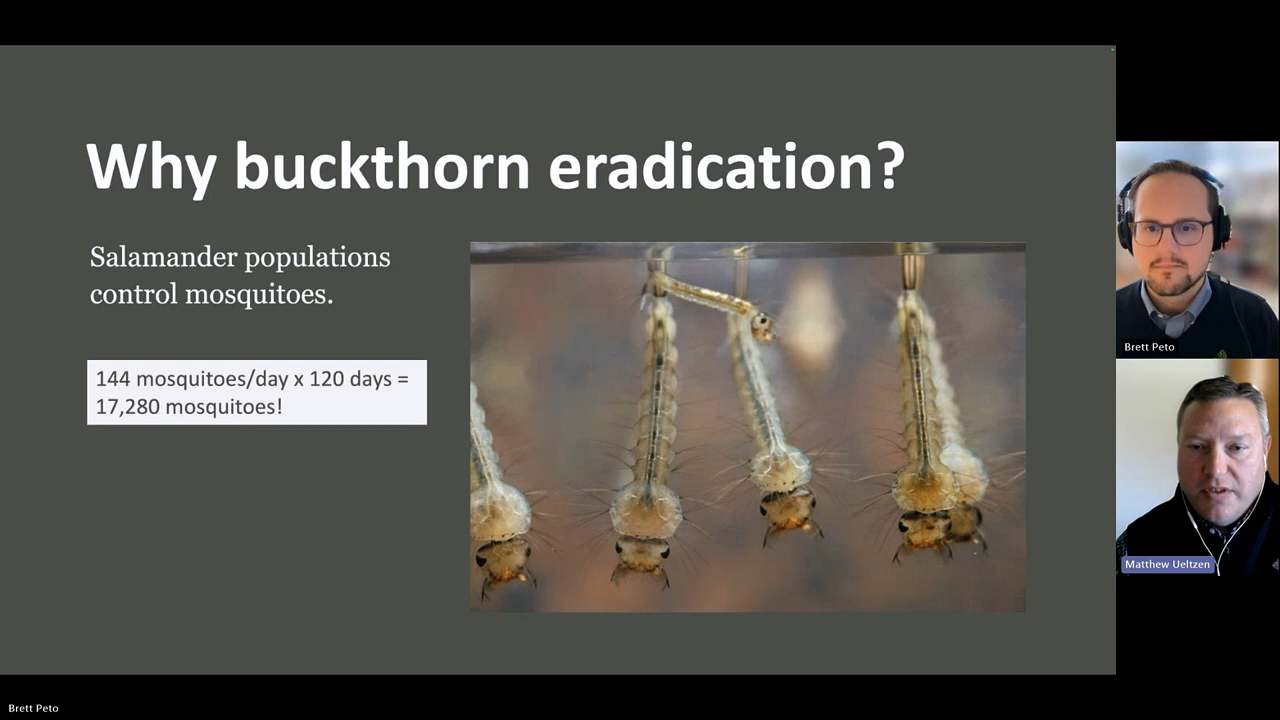 Why buckthorn eradication?
Salamander populations
control mosquitoes.
144 mosquitoes/day x 120 days =
17,280 mosquitoes!
Brett Peto
Matthew Ueltzen
Brett Peto